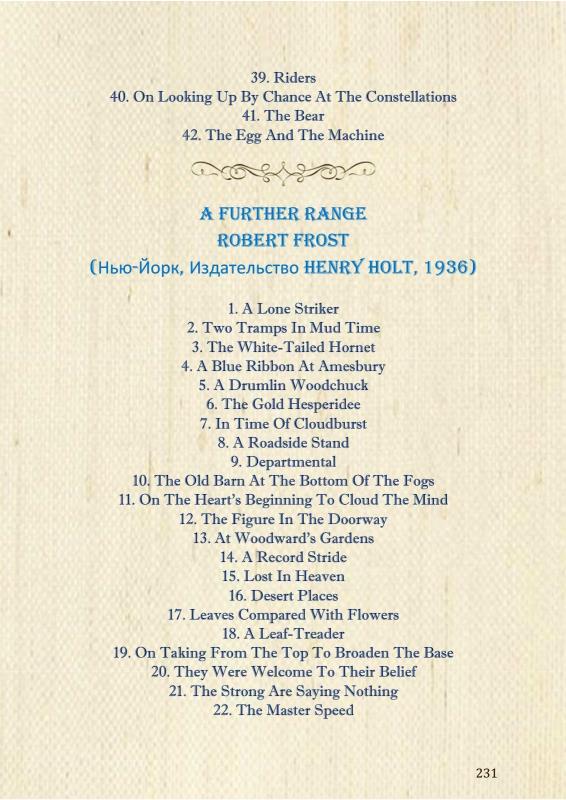 39. Riders
40. On Looking Up By Chance At The Constellations
41. The Bear
42. The Egg And The Machine
A FURTHER RANGE
ROBERT FROST
(Нью-Йорк, Издательство HENRY HOLT, 1936)
1. A Lone Striker
2. Two Tramps In Mud Time
3. The White-Tailed Hornet
4. A Blue Ribbon At Amesbury
5. A Drumlin Woodchuck
6. The Gold Hesperidee
7. In Time Of Cloudburst
8. A Roadside Stand
9. Departmental
10. The Old Barn At The Bottom Of The Fogs
11. On The Heart’s Beginning To Cloud The Mind
12. The Figure In The Doorway
13. At Woodward’s Gardens
14. A Record Stride
15. Lost In Heaven
16. Desert Places
17. Leaves Compared With Flowers
18. A Leaf-Treader
19. On Taking From The Top To Broaden The Base
20. They Were Welcome To Their Belief
21. The Strong Are Saying Nothing
22. The Master Speed
231